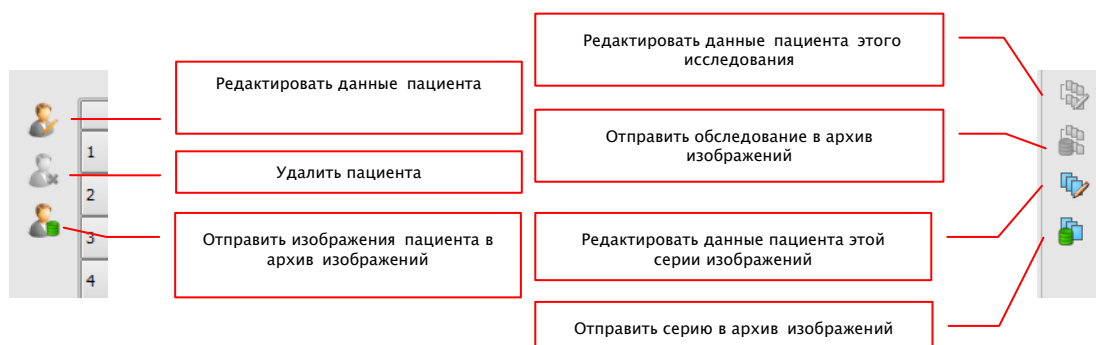 Редактировать данные пациента
Удалить пациента
Отправить изображения пациента в
архив изображений
1
2
3
4
Редактировать данные пациента этого
исследования
Отправить обследование в архив
изображений
Редактировать данные пациента этой
серии изображений
Отправить серию в архив изображений